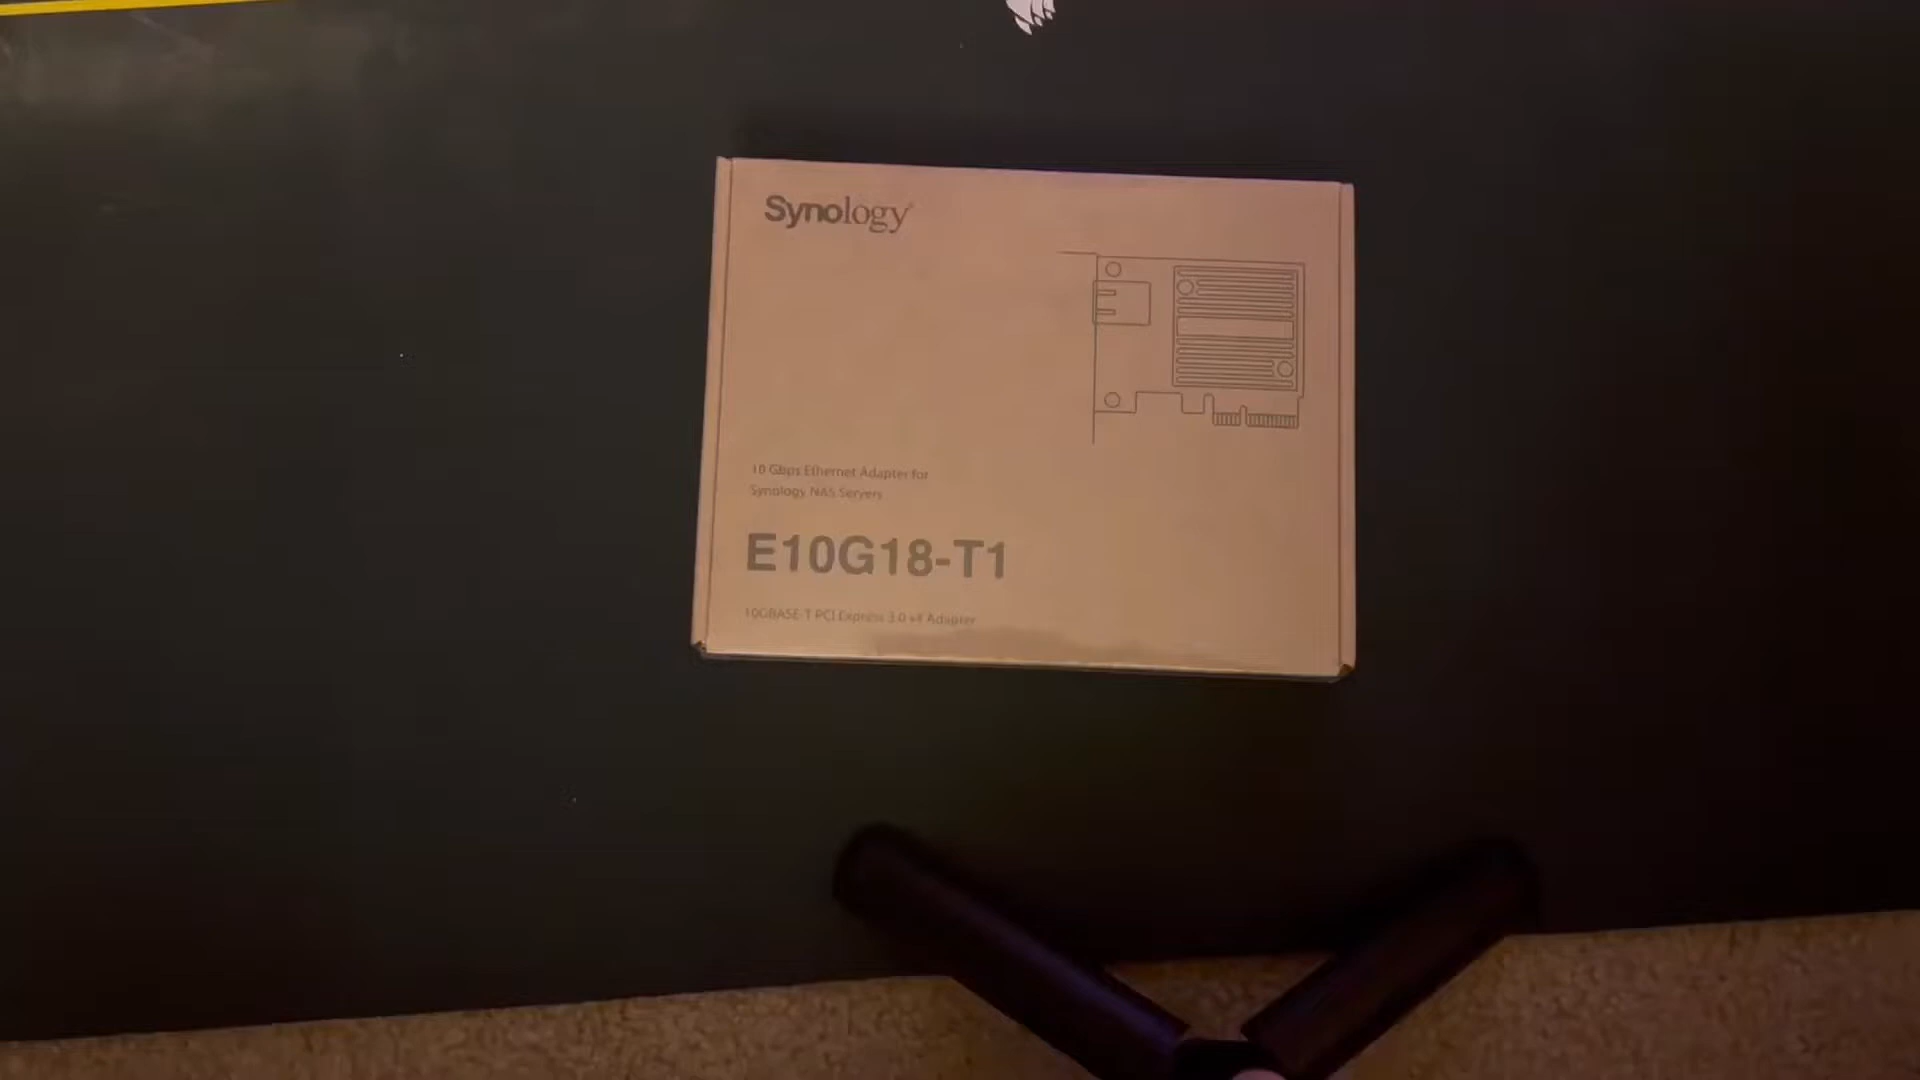 Synology
10 Gbps Ethernet Adapter for
Synology NAS Servers
E10G18-T1
10GBASE-T PCI Express 3.0 x4 Adapter